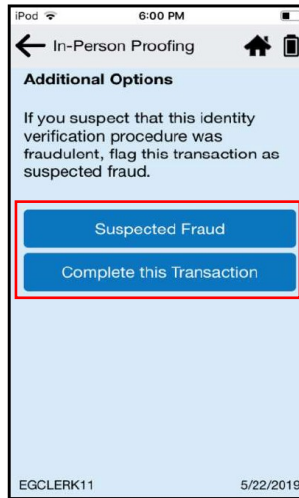 iPod 6:00 PM
In-Person Proofing
Additional Options
If you suspect that this identity
verification procedure was
fraudulent, flag this transaction as
suspected fraud.
Suspected Fraud
Complete this Transaction
EGCLERK11 5/22/2019